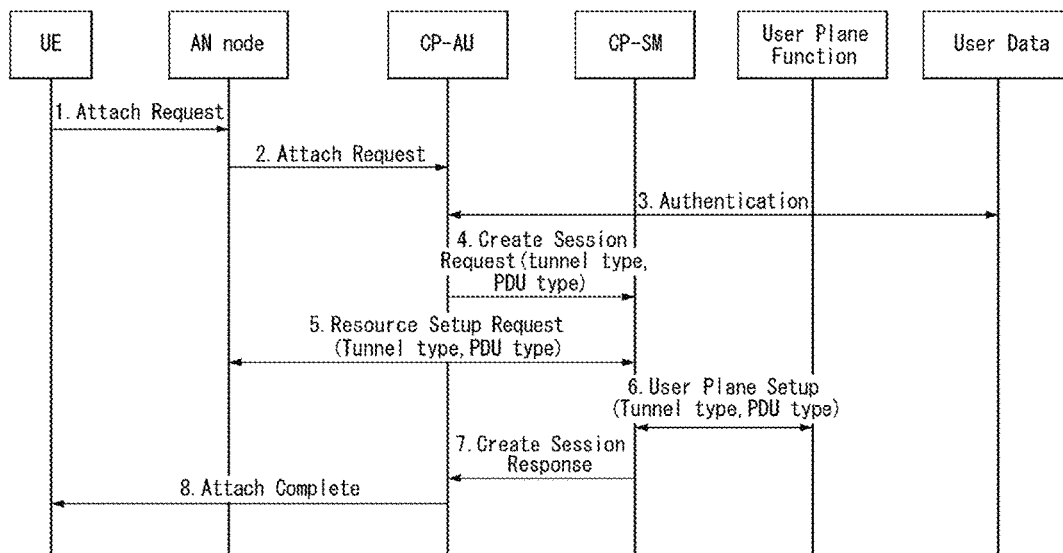 UE
AN node
CP-AU
CP-SM
User Plane
Function
User Data
1.Attach Request
2.Attach Request
3.Authentication
4.Create Session
Request(tunnel type,
PDU type)
5.Resource Setup Request
(Tunnel type,PDU type)
6.User Plane Setup
(Tunnel type,PDU type)
7.Create Session
Response
8.Attach Complete